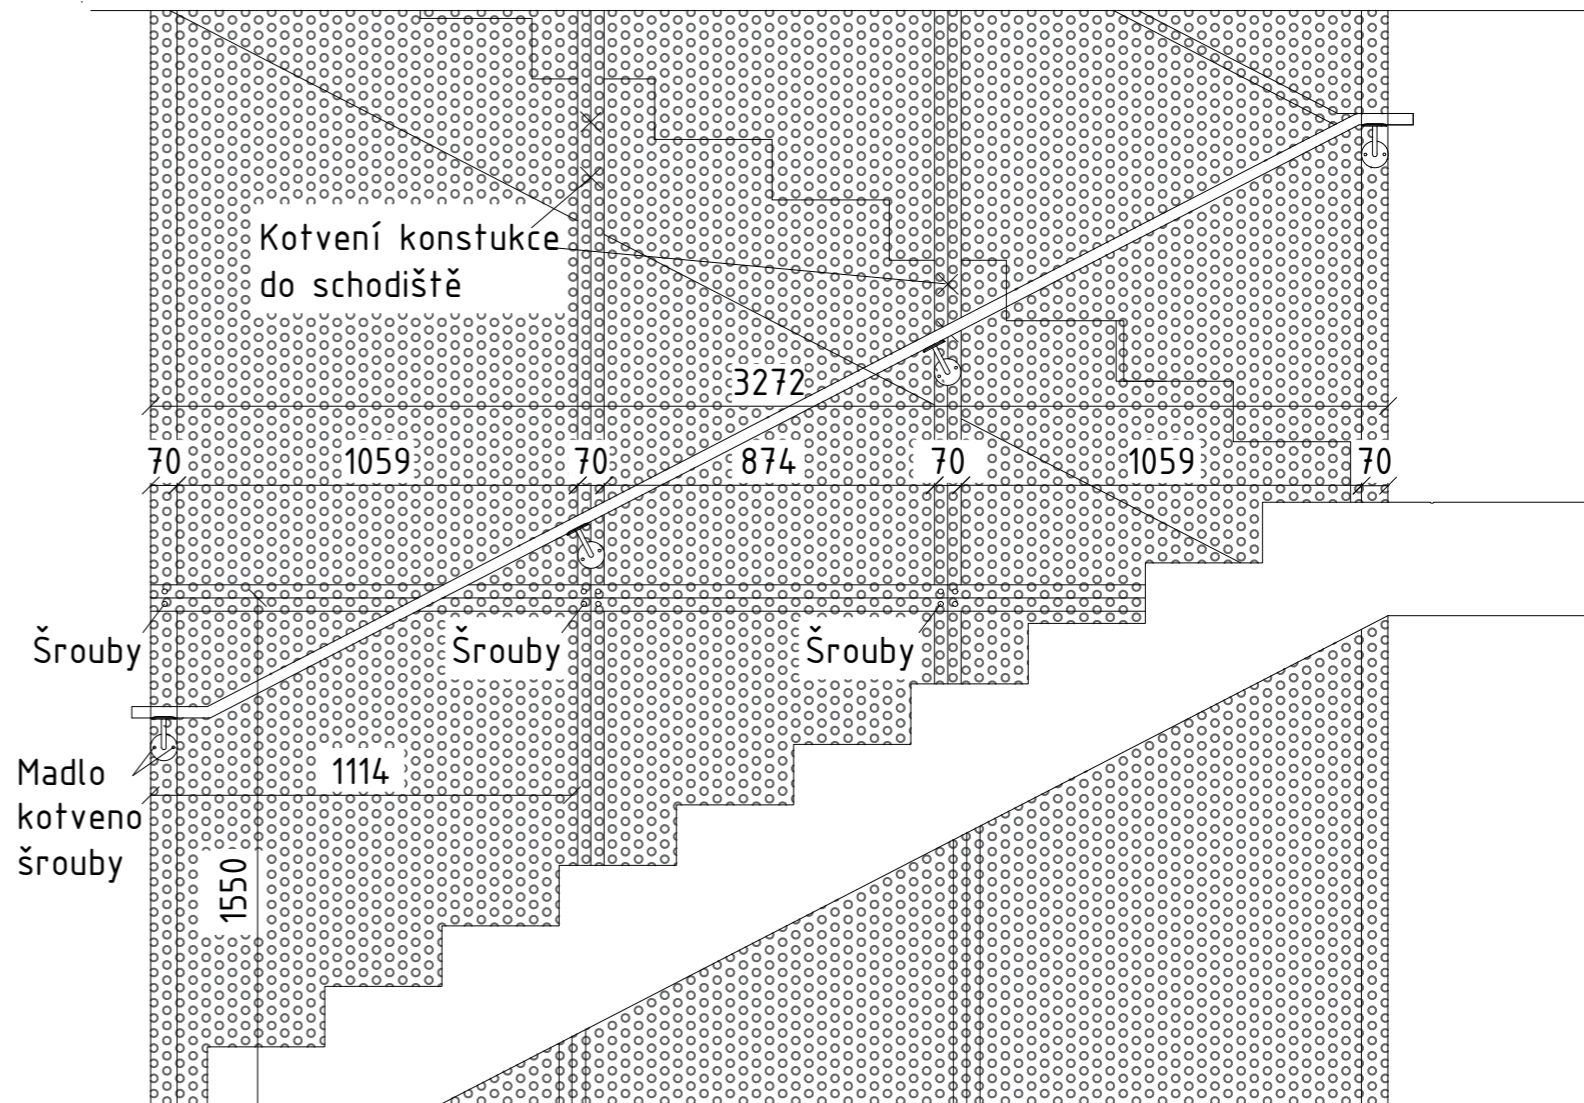 Kotvení konstukce
do schodiště
3272
70
1059
70
874
70
1059
70
Šrouby
Šrouby
Šrouby
Madlo
kotveno
šrouby
1114
1550